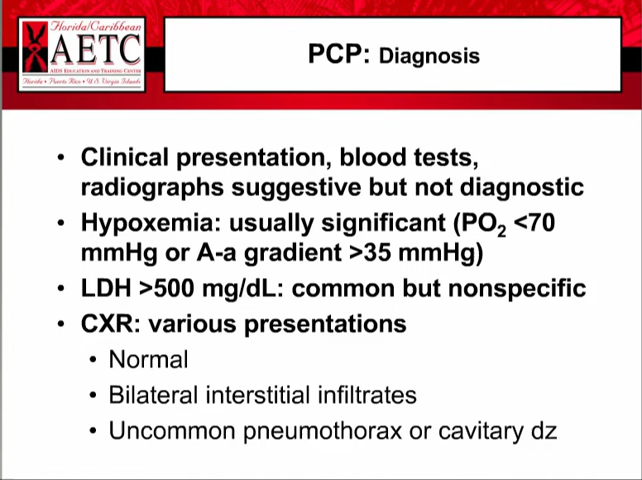 Florida/Caribbean
AETC
AIDS EDUCATION AND TRAINING CENTER
Florida • Puerto Rico • U.S. Virgin Islands
PCP: Diagnosis
• Clinical presentation, blood tests,
radiographs suggestive but not diagnostic
• Hypoxemia: usually significant (PO₂ <70
mmHg or A-a gradient >35 mmHg)
• LDH >500 mg/dL: common but nonspecific
• CXR: various presentations
• Normal
• Bilateral interstitial infiltrates
• Uncommon pneumothorax or cavitary dz